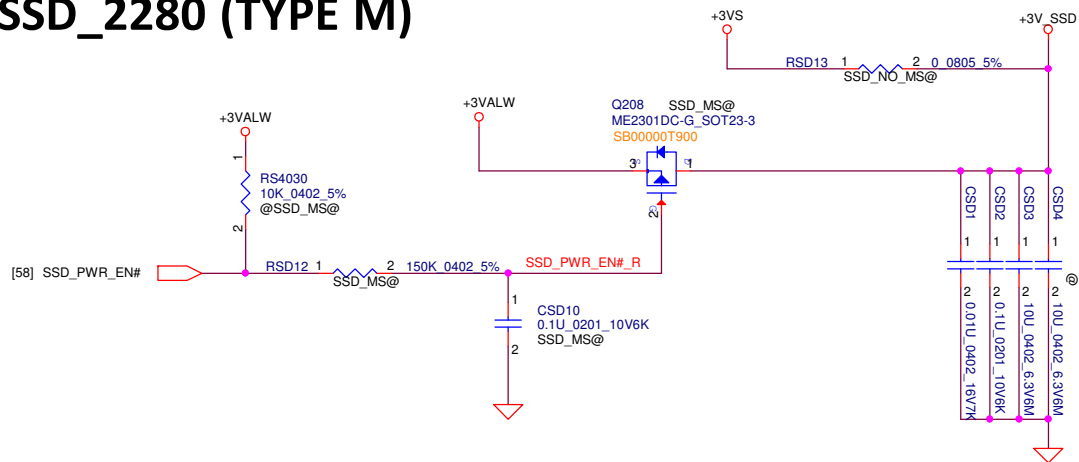 SSD_2280 (TYPE M)
+3VS
+3V_SSD
RSD13 1 2 0_0805_5%
SSD_NO_MS@
+3VALW
Q208 SSD_MS@
ME2301DC-G_SOT23-3
SB00000T900
3 S D 1
G
2
+3VALW
1
RS4030
10K_0402_5%
@SSD_MS@
2
[58] SSD_PWR_EN#
RSD12 1 2 150K_0402_5%
SSD_MS@
SSD_PWR_EN#_R
1
CSD10
0.1U_0201_10V6K
SSD_MS@
2
CSD1
1
2
0.01U_0402_16V7K
CSD2
1
2
0.1U_0201_10V6K
CSD3
1
2
10U_0402_6.3V6M
CSD4
1
2
10U_0402_6.3V6M
@